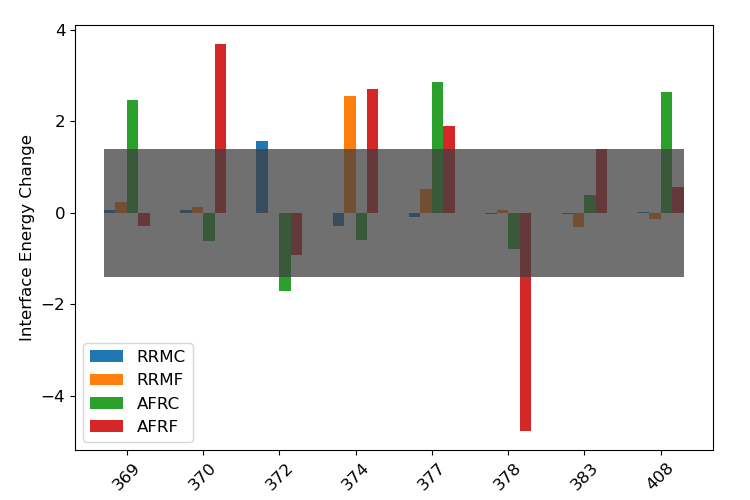 Interface Energy Change
4
2
0
−2
−4
RRMC
RRMF
AFRC
AFRF
369 370 372 374 377 378 383 408